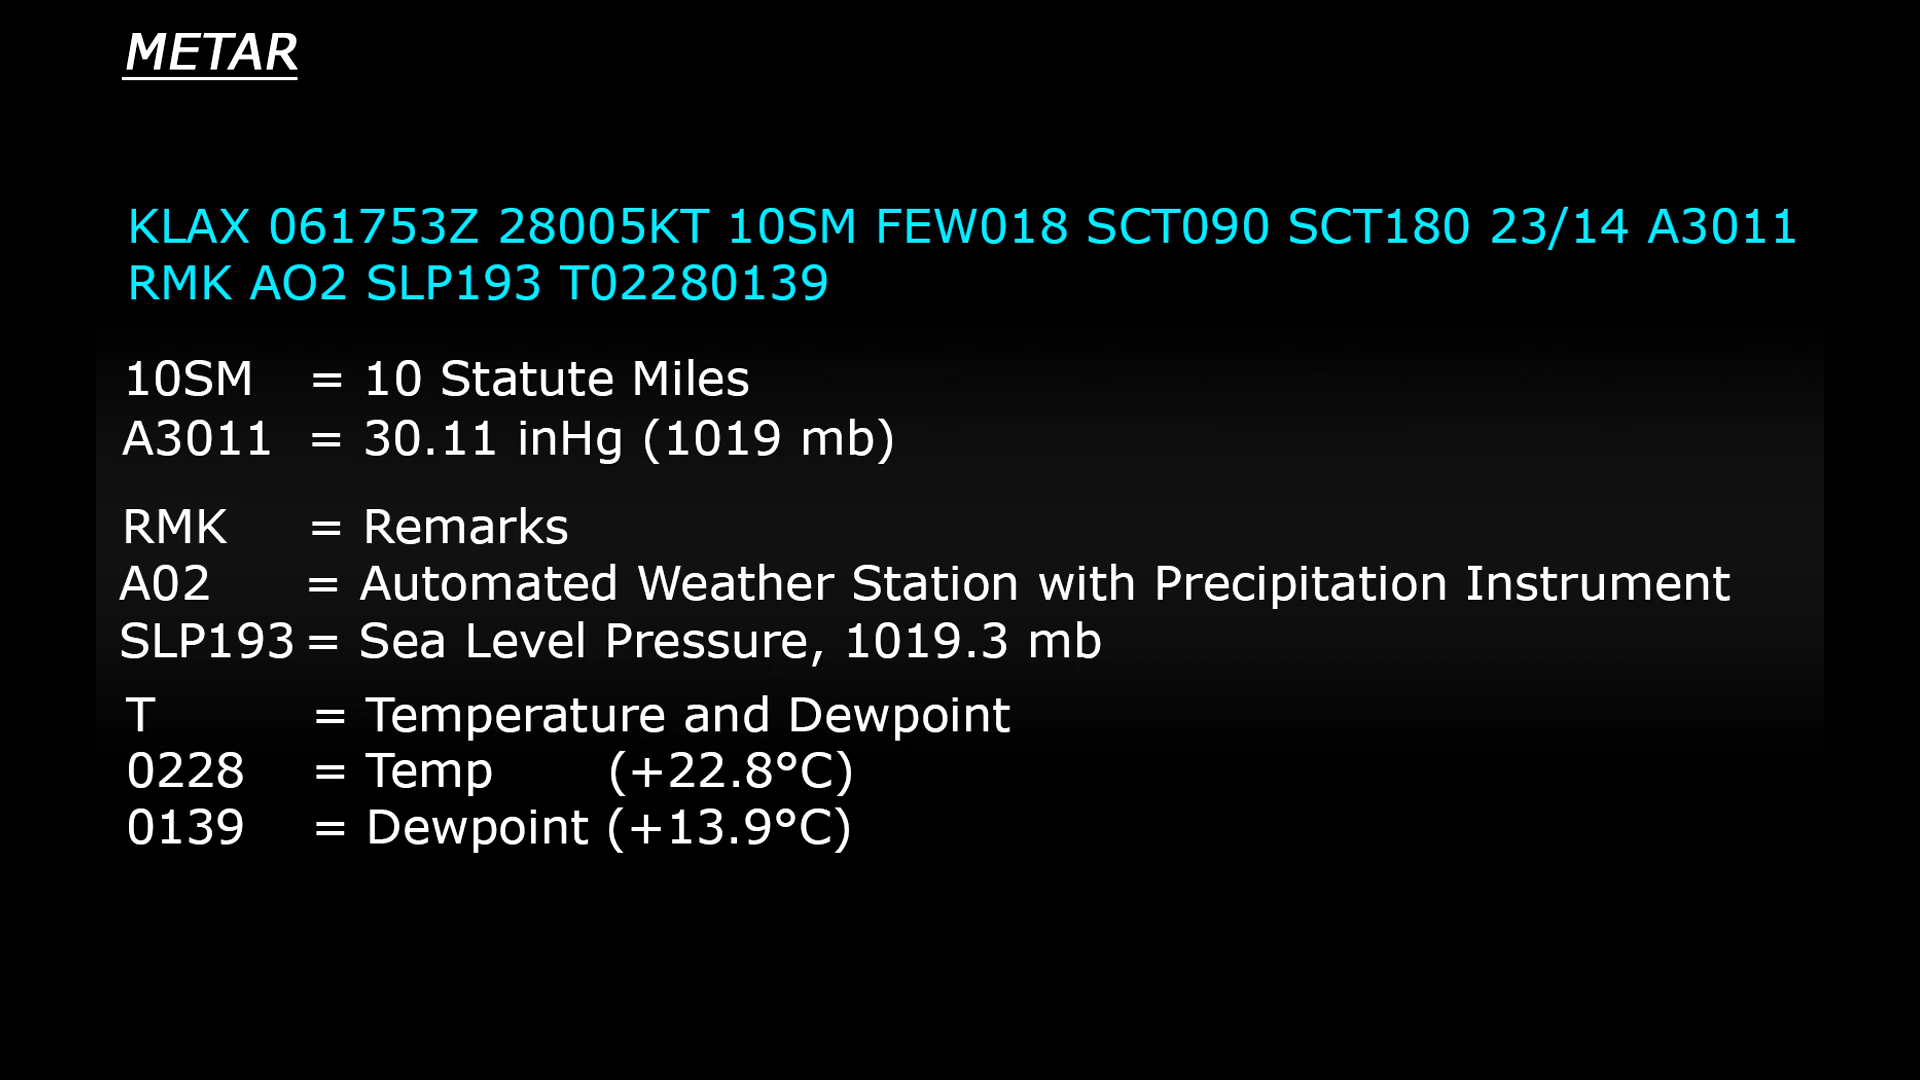 METAR
KLAX 061753Z 28005KT 10SM FEW018 SCT090 SCT180 23/14 A3011
RMK AO2 SLP193 T02280139
10SM = 10 Statute Miles
A3011 = 30.11 inHg (1019 mb)
RMK = Remarks
A02 = Automated Weather Station with Precipitation Instrument
SLP193 = Sea Level Pressure, 1019.3 mb
T = Temperature and Dewpoint
0228 = Temp (+22.8°C)
0139 = Dewpoint (+13.9°C)